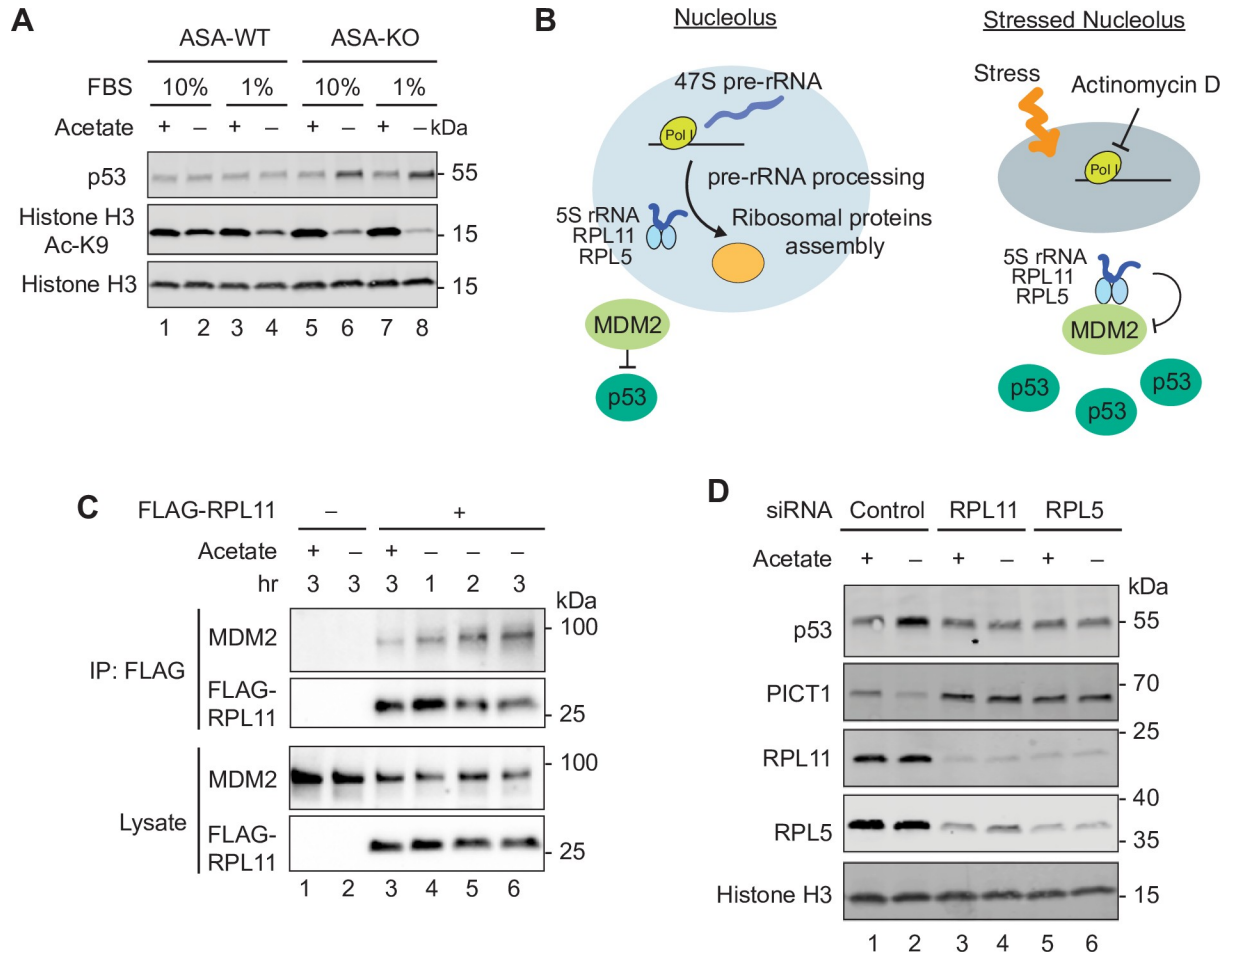 A
ASA-WT ASA-KO
FBS 10% 1% 10% 1%
Acetate + – + – + – + – kDa
p53 55
Histone H3
Ac-K9 15
Histone H3 15
1 2 3 4 5 6 7 8
B
Nucleolus
47S pre-rRNA
Pol I
pre-rRNA processing
5S rRNA
RPL11
RPL5
Ribosomal proteins
assembly
MDM2
p53
Stressed Nucleolus
Stress
Actinomycin D
Pol I
5S rRNA
RPL11
RPL5
MDM2
p53
p53
p53
C
FLAG-RPL11 – +
Acetate + – + – – –
hr 3 3 3 1 2 3
kDa
IP: FLAG
MDM2 100
FLAG-
RPL11 25
Lysate
MDM2 100
FLAG-
RPL11 25
1 2 3 4 5 6
D
siRNA Control RPL11 RPL5
Acetate + – + – + –
kDa
p53 55
PICT1 70
25
RPL11
40
RPL5 35
Histone H3 15
1 2 3 4 5 6